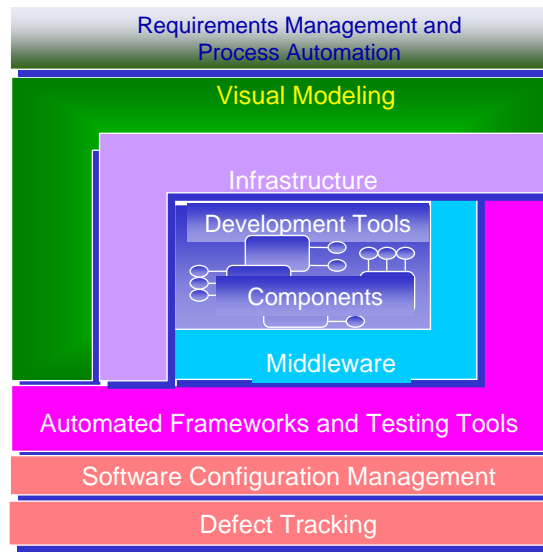 Requirements Management and
Process Automation
Visual Modeling
Infrastructure
Development Tools
Components
Middleware
Automated Frameworks and Testing Tools
Software Configuration Management
Defect Tracking